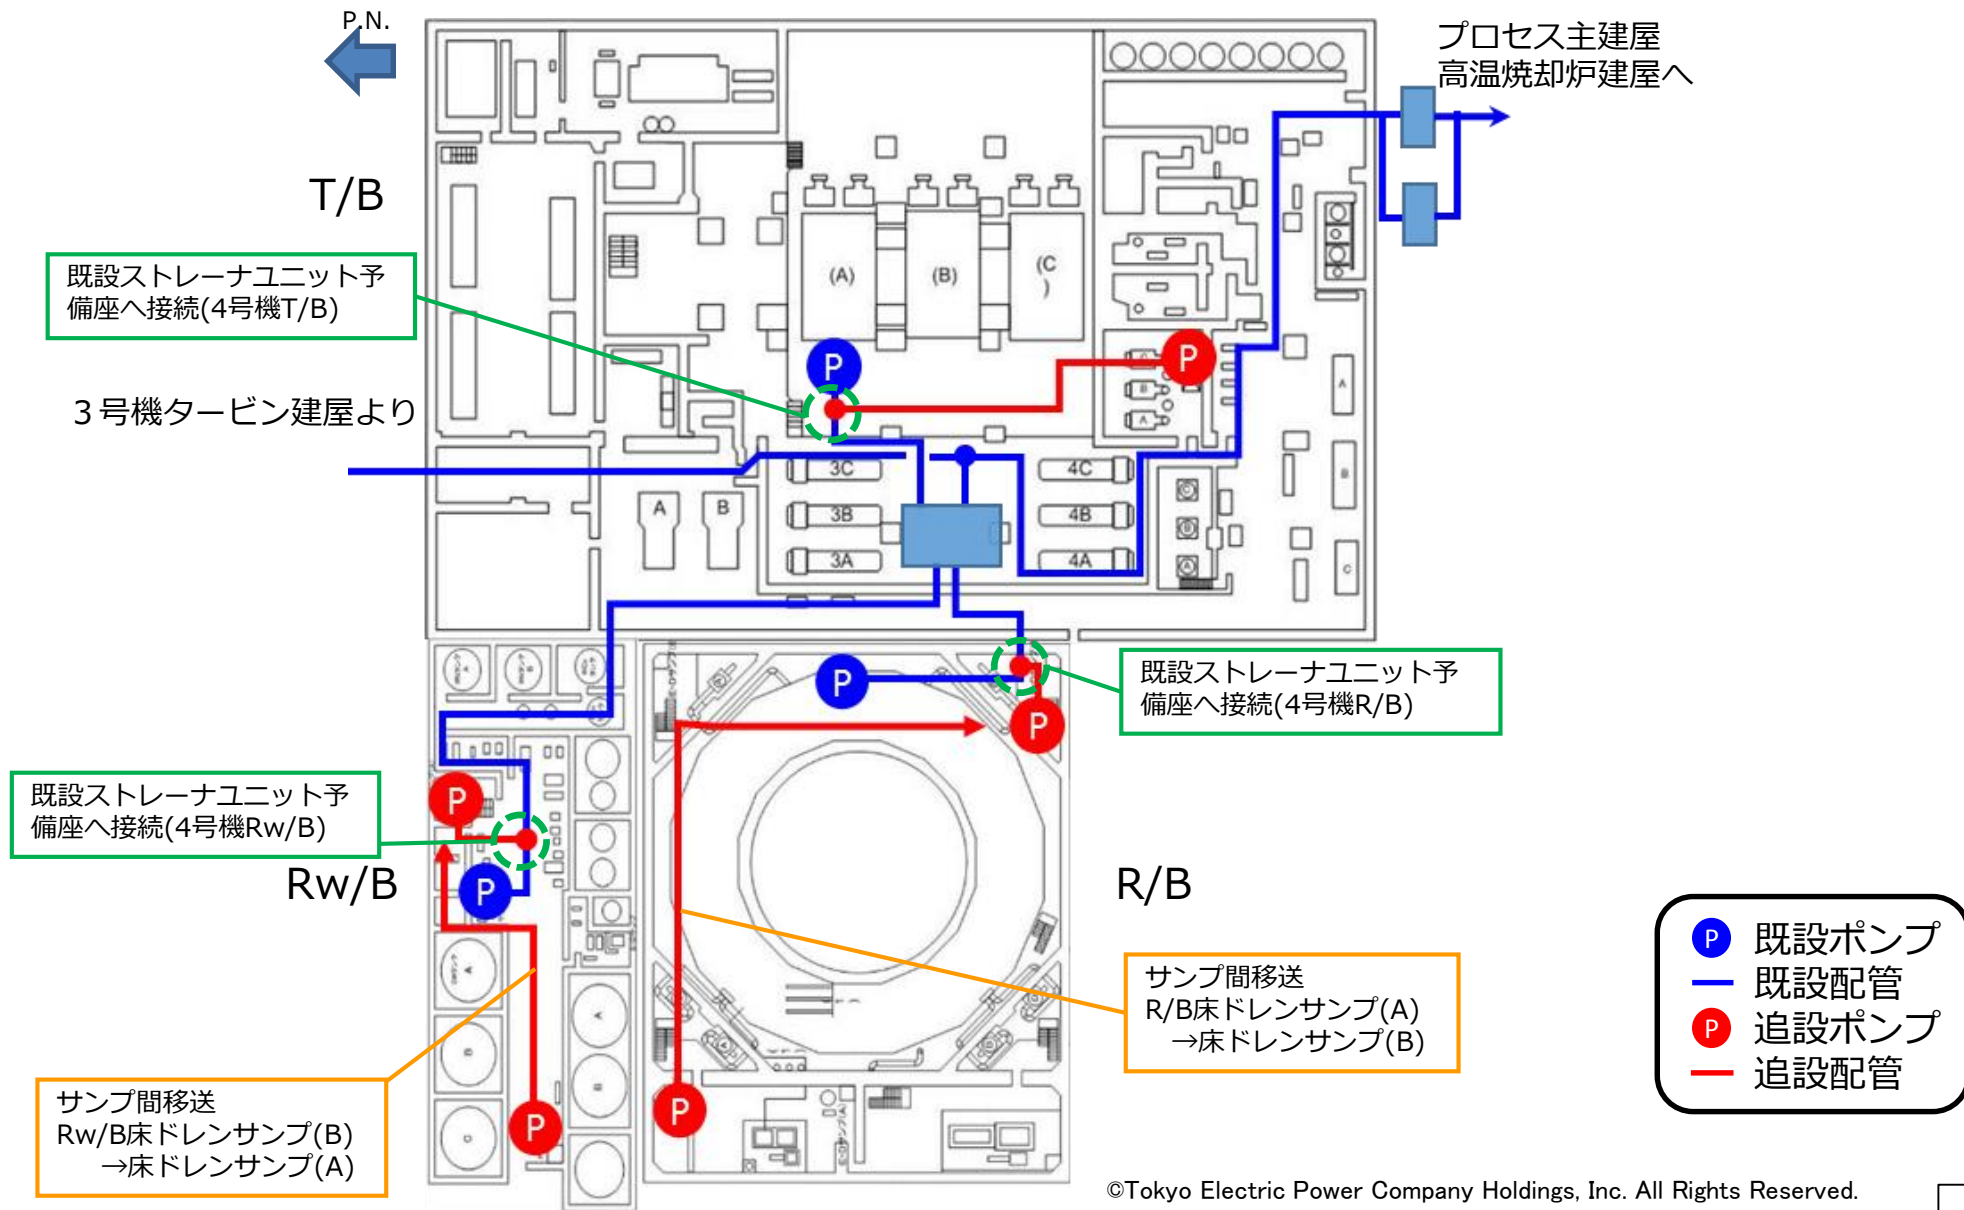 P.N.
プロセス主建屋
高温焼却炉建屋へ
T/B
既設ストレーナユニット予
備座へ接続(4号機T/B)
(A)
(B)
(C
)
P
P
3号機タービン建屋より
C
B
A
A
B
C
3C
3B
3A
4C
4B
4A
A
B
C
B
A
既設ストレーナユニット予
備座へ接続(4号機R/B)
P
P
既設ストレーナユニット予
備座へ接続(4号機Rw/B)
P
P
Rw/B
R/B
サンプ間移送
R/B床ドレンサンプ(A)
→床ドレンサンプ(B)
サンプ間移送
Rw/B床ドレンサンプ(B)
→床ドレンサンプ(A)
P
P
A
B
P 既設ポンプ
既設配管
P 追設ポンプ
追設配管
©Tokyo Electric Power Company Holdings, Inc. All Rights Reserved.